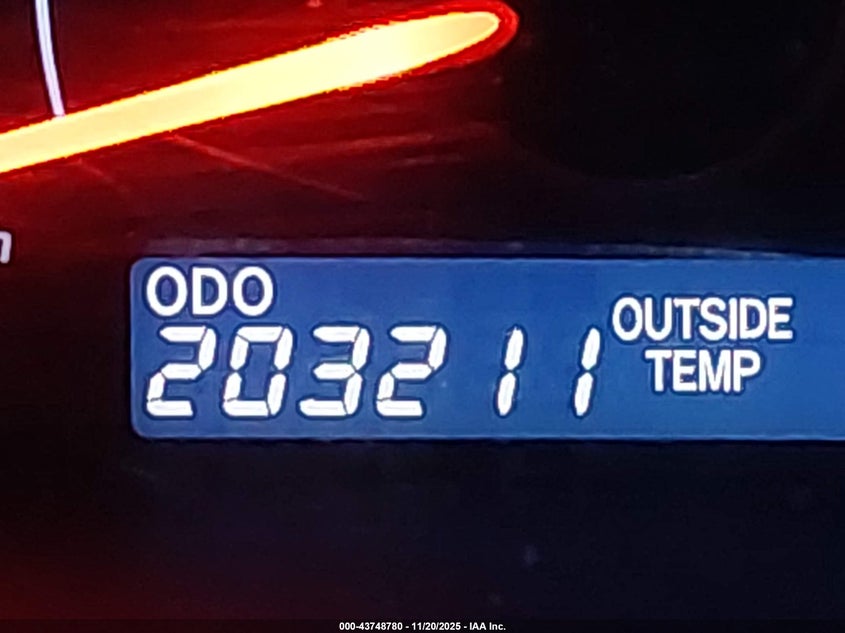 ODO
203211
OUTSIDE
TEMP
000-43748780 - 11/20/2025 - IAA Inc.